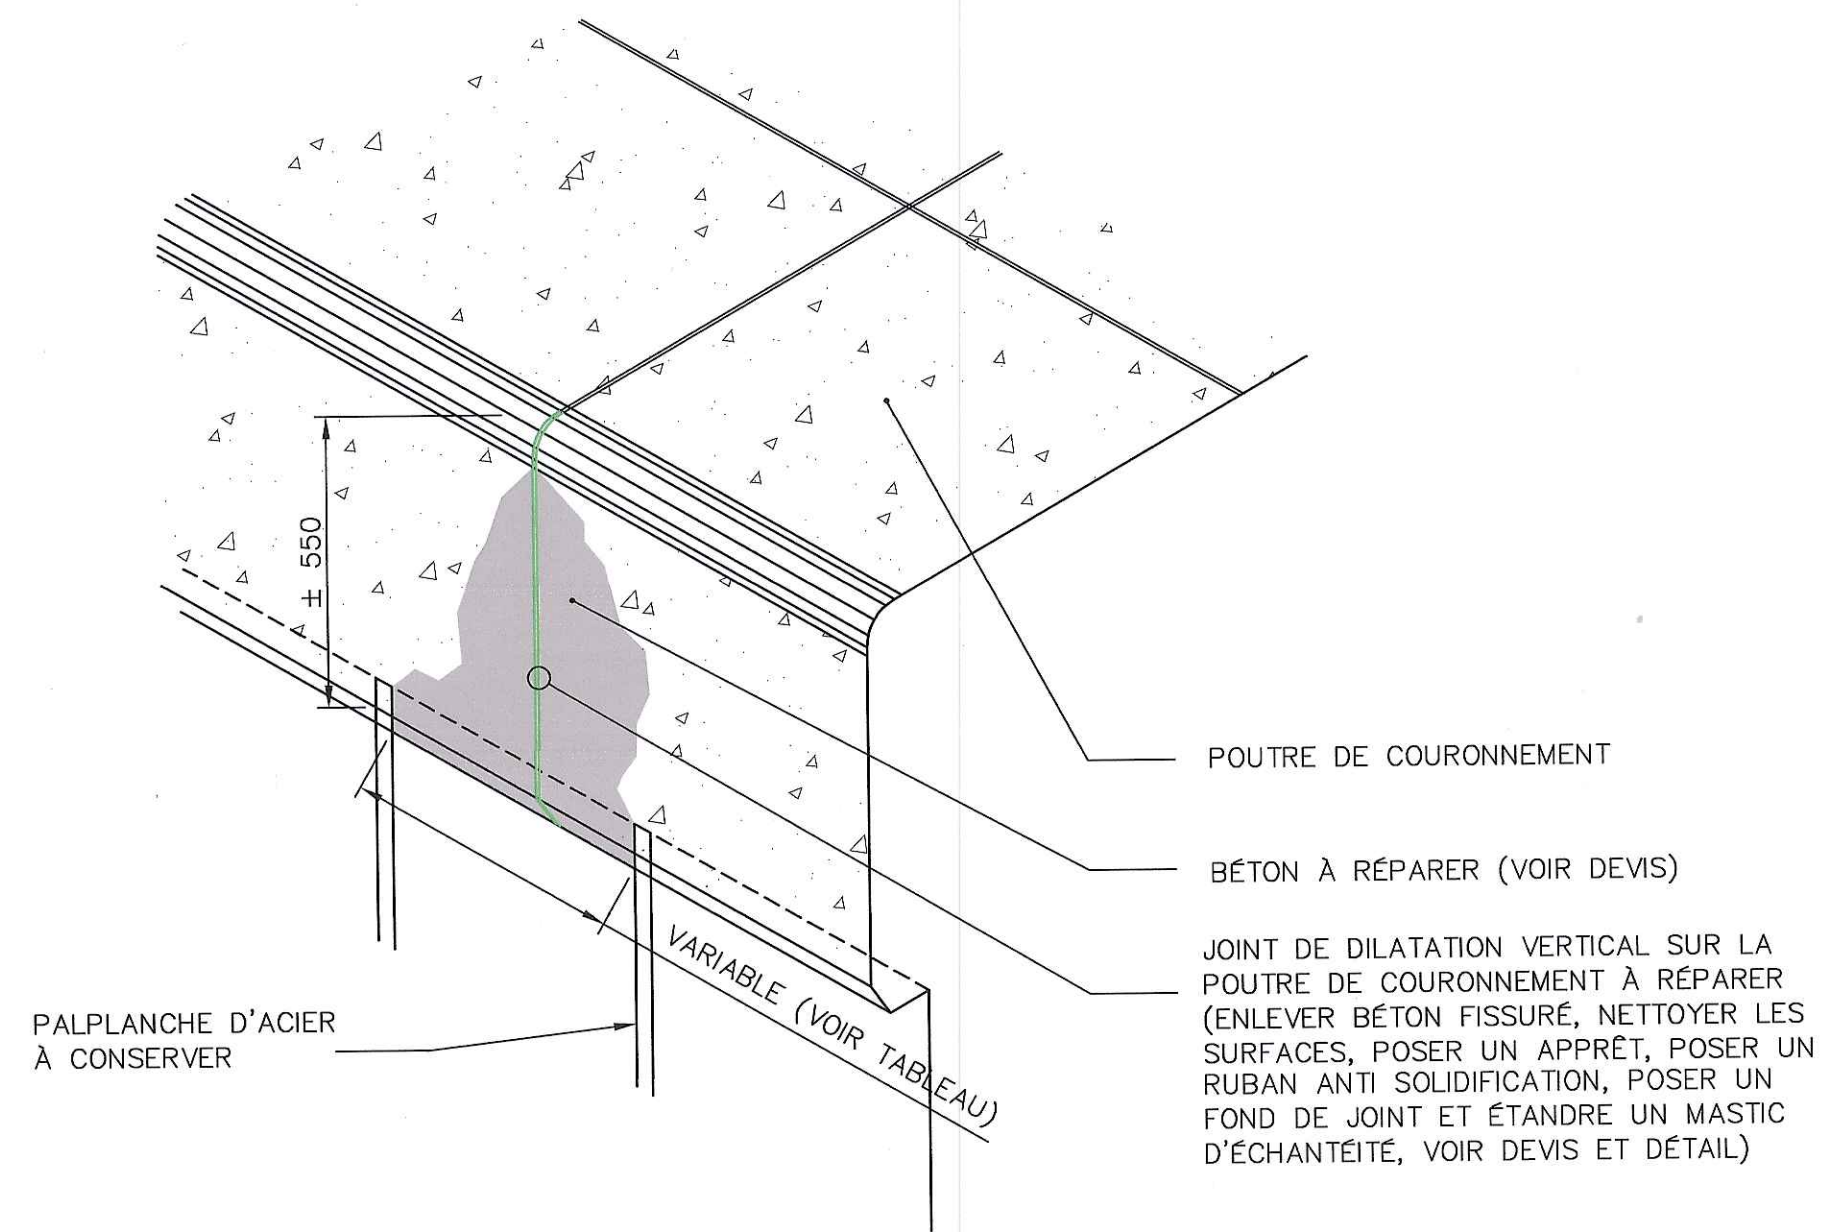 ± 550
POUTRE DE COURONNEMENT
BÉTON À RÉPARER (VOIR DEVIS)
JOINT DE DILATATION VERTICAL SUR LA
POUTRE DE COURONNEMENT À RÉPARER
(ENLEVER BÉTON FISSURÉ, NETTOYER LES
SURFACES, POSER UN APPRÊT, POSER UN
RUBAN ANTI SOLIDIFICATION, POSER UN
FOND DE JOINT ET ÉTANDRE UN MASTIC
D'ÉCHANTÉITÉ, VOIR DEVIS ET DÉTAIL)
VARIABLE (VOIR TABLEAU)
PALPLANCHE D'ACIER
À CONSERVER